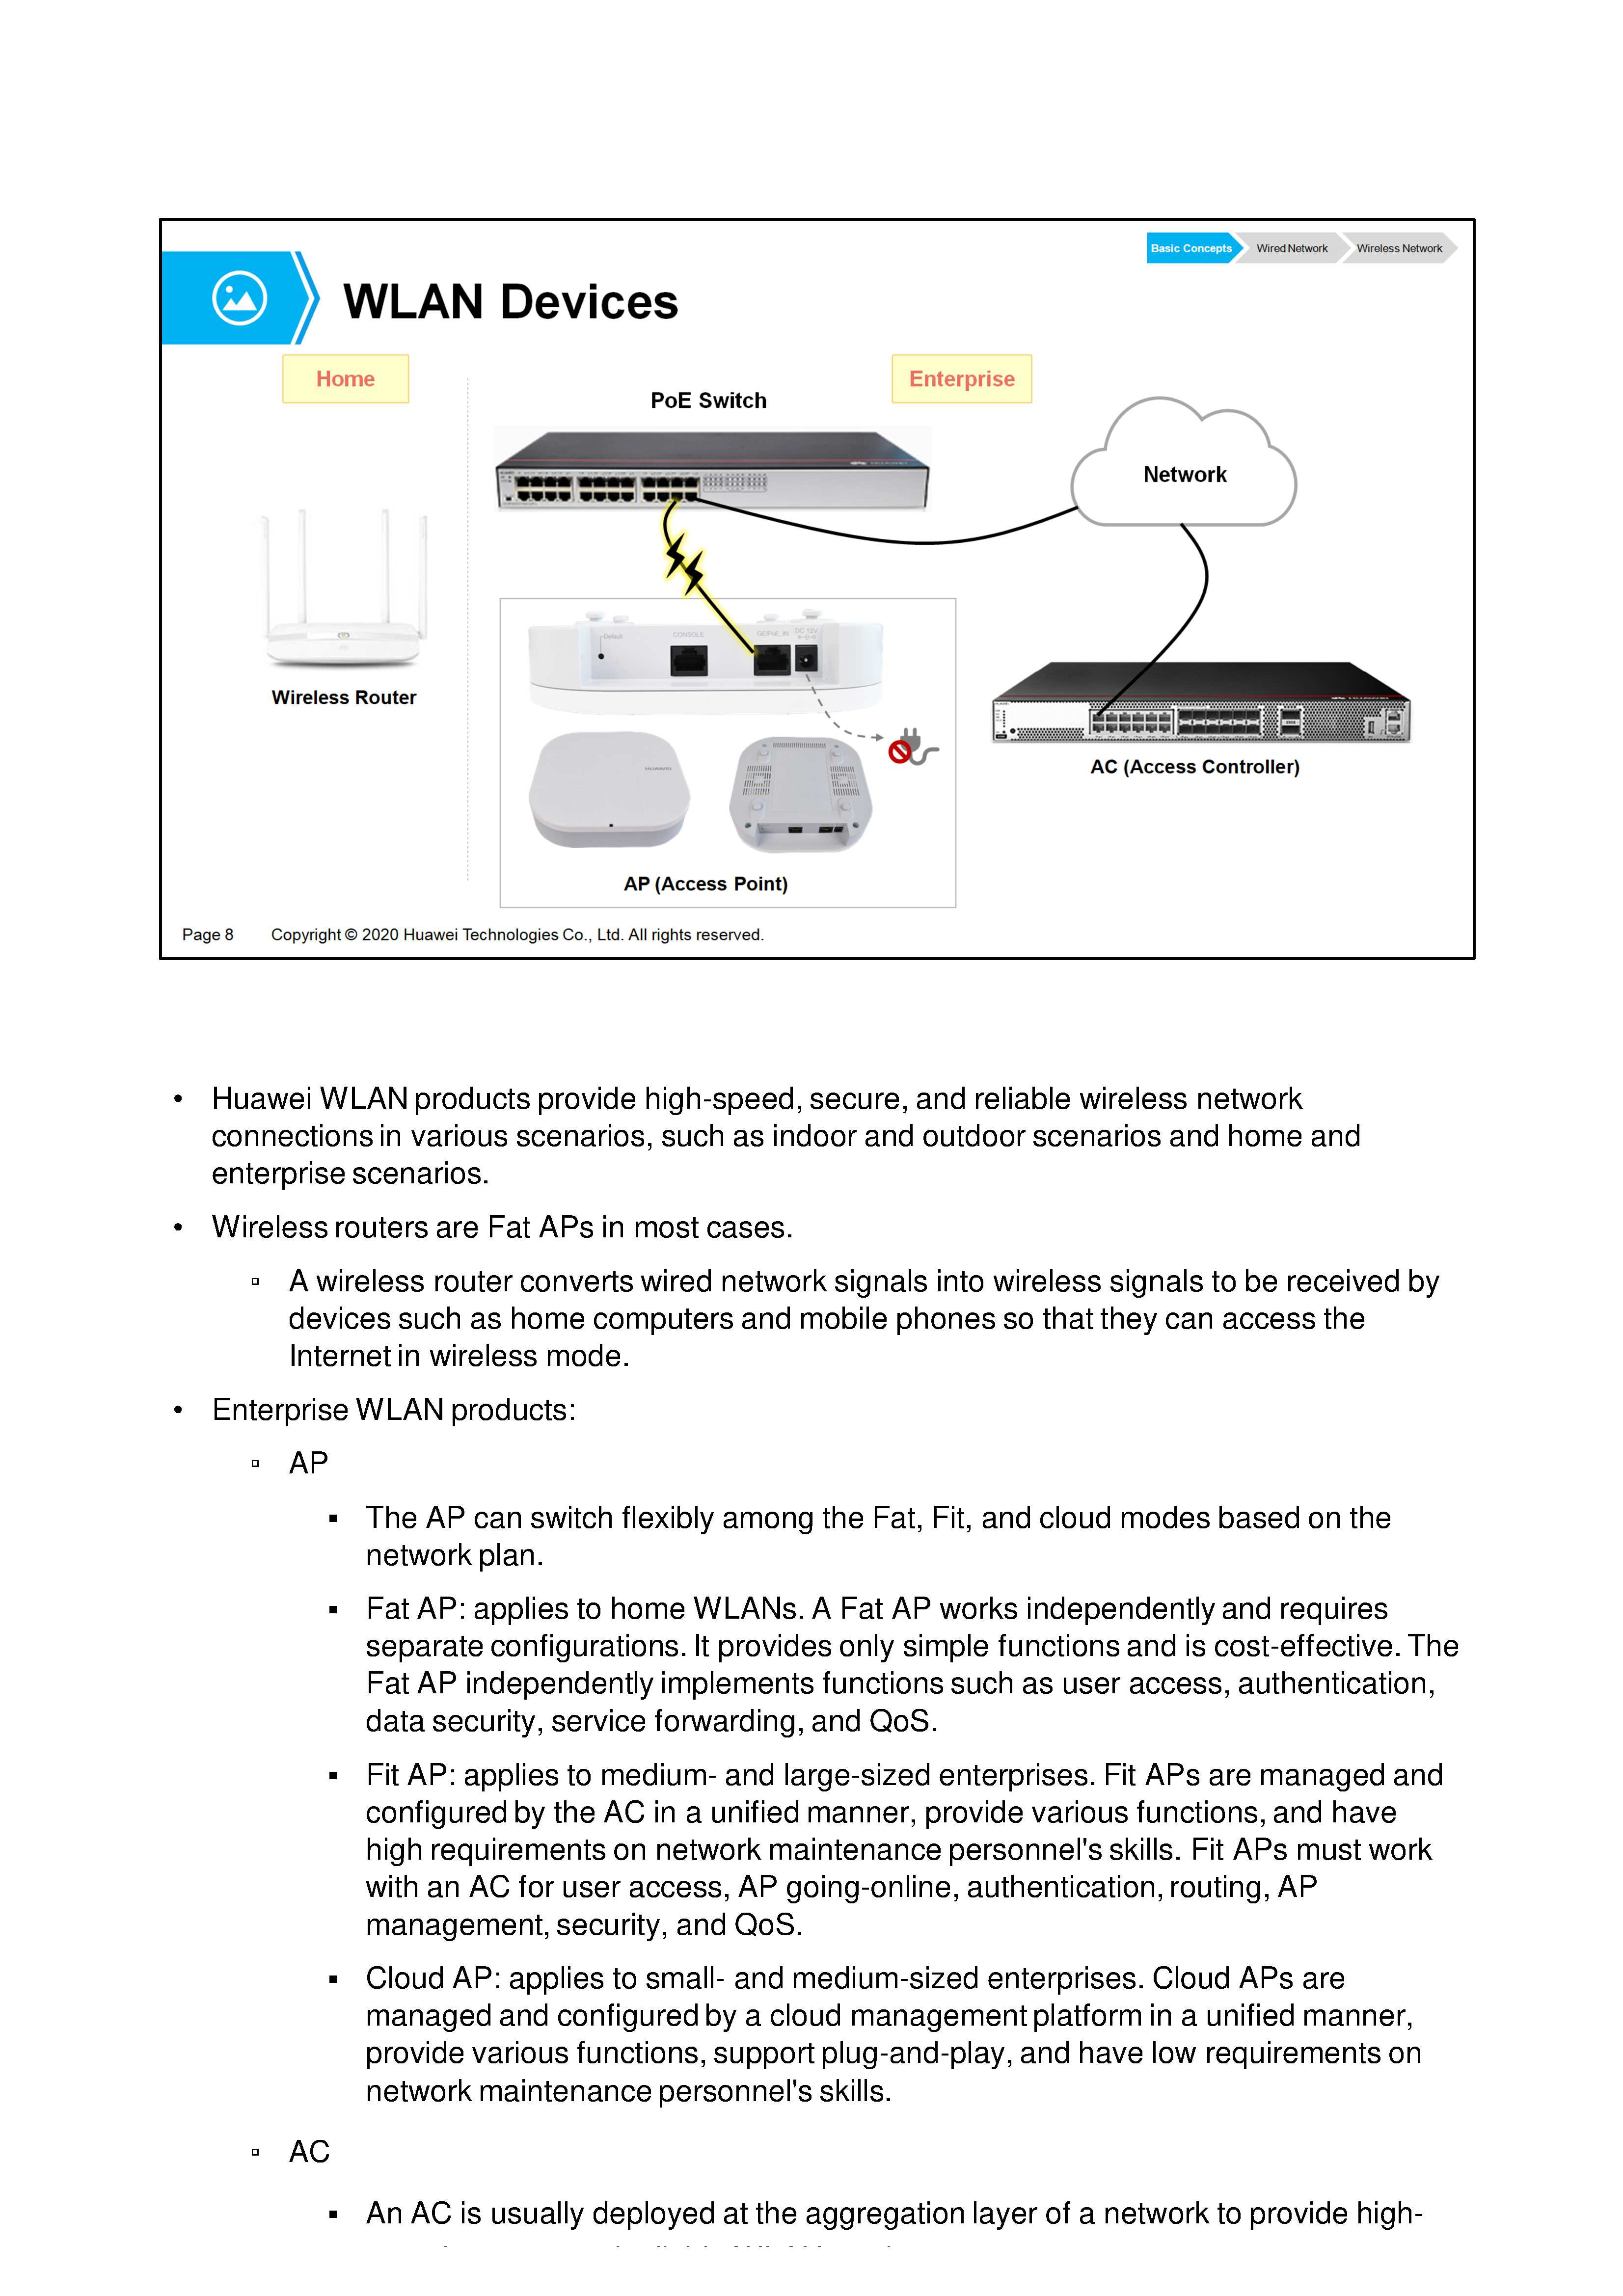 Basic Concepts
Wired Network
Wireless Network
WLAN Devices
Home
Enterprise
PoE Switch
Network
Default
CONSOLE
GE/PoE_IN
DC 12V
Wireless Router
HUAWEI
AC (Access Controller)
AP (Access Point)
Page 8
Copyright © 2020 Huawei Technologies Co., Ltd. All rights reserved.
• Huawei WLAN products provide high-speed, secure, and reliable wireless network
connections in various scenarios, such as indoor and outdoor scenarios and home and
enterprise scenarios.
• Wireless routers are Fat APs in most cases.
▫ A wireless router converts wired network signals into wireless signals to be received by
devices such as home computers and mobile phones so that they can access the
Internet in wireless mode.
• Enterprise WLAN products:
▫ AP
▪ The AP can switch flexibly among the Fat, Fit, and cloud modes based on the
network plan.
▪ Fat AP: applies to home WLANs. A Fat AP works independently and requires
separate configurations. It provides only simple functions and is cost-effective. The
Fat AP independently implements functions such as user access, authentication,
data security, service forwarding, and QoS.
▪ Fit AP: applies to medium- and large-sized enterprises. Fit APs are managed and
configured by the AC in a unified manner, provide various functions, and have
high requirements on network maintenance personnel's skills. Fit APs must work
with an AC for user access, AP going-online, authentication, routing, AP
management, security, and QoS.
▪ Cloud AP: applies to small- and medium-sized enterprises. Cloud APs are
managed and configured by a cloud management platform in a unified manner,
provide various functions, support plug-and-play, and have low requirements on
network maintenance personnel's skills.
▫ AC
▪ An AC is usually deployed at the aggregation layer of a network to provide high-